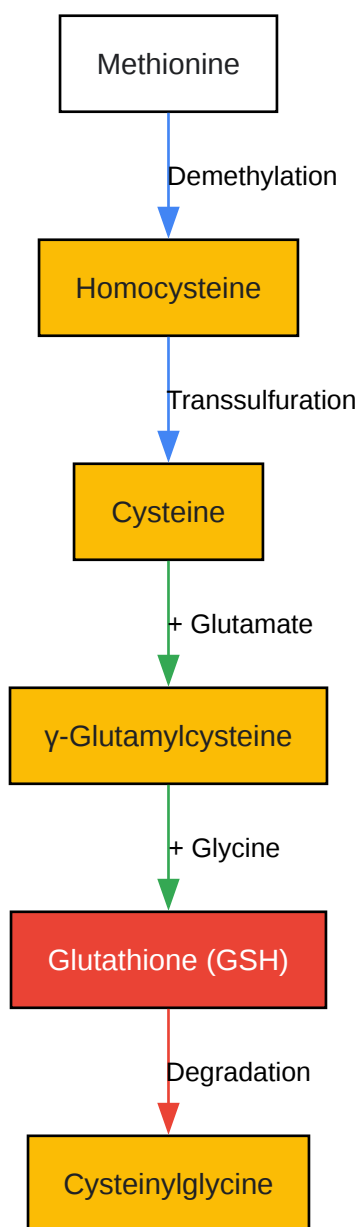 Methionine
Demethylation
Homocysteine
Transsulfuration
Cysteine
+ Glutamate
γ-Glutamylcysteine
+ Glycine
Glutathione (GSH)
Degradation
Cysteinylglycine